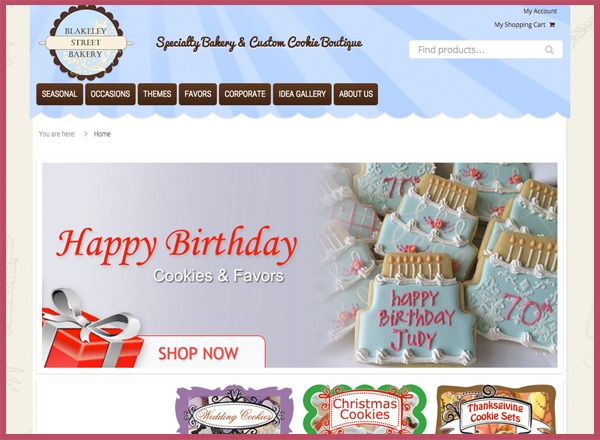 BLAKELEY
STREET
BAKERY
Specialty Bakery & Custom Cookie Boutique
My Account
My Shopping Cart
Find products...
SEASONAL
OCCASIONS
THEMES
FAVORS
CORPORATE
IDEA GALLERY
ABOUT US
You are here: > Home
Happy Birthday
Cookies & Favors
SHOP NOW
70
HAPPY
BIRTHDAY
JUDY
70th
Wedding Cookies
Christmas
Cookies
Thanksgiving
Cookie Sets